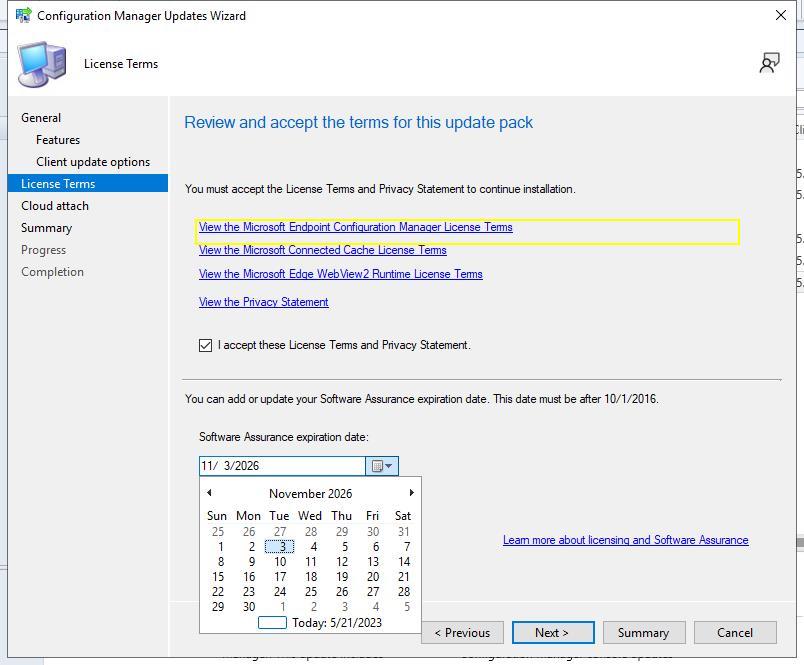 Configuration Manager Updates Wizard
License Terms
General
Features
Client update options
License Terms
Cloud attach
Summary
Progress
Completion
Review and accept the terms for this update pack
You must accept the License Terms and Privacy Statement to continue installation.
View the Microsoft Endpoint Configuration Manager License Terms
View the Microsoft Connected Cache License Terms
View the Microsoft Edge WebView2 Runtime License Terms
View the Privacy Statement
I accept these License Terms and Privacy Statement.
You can add or update your Software Assurance expiration date. This date must be after 10/1/2016.
Software Assurance expiration date:
11/ 3/2026
November 2026
Sun Mon Tue Wed Thu Fri Sat
25 26 27 28 29 30 31
1 2 3 4 5 6 7
8 9 10 11 12 13 14
15 16 17 18 19 20 21
22 23 24 25 26 27 28
29 30 1 2 3 4 5
Today: 5/21/2023
Learn more about licensing and Software Assurance
< Previous
Next >
Summary
Cancel